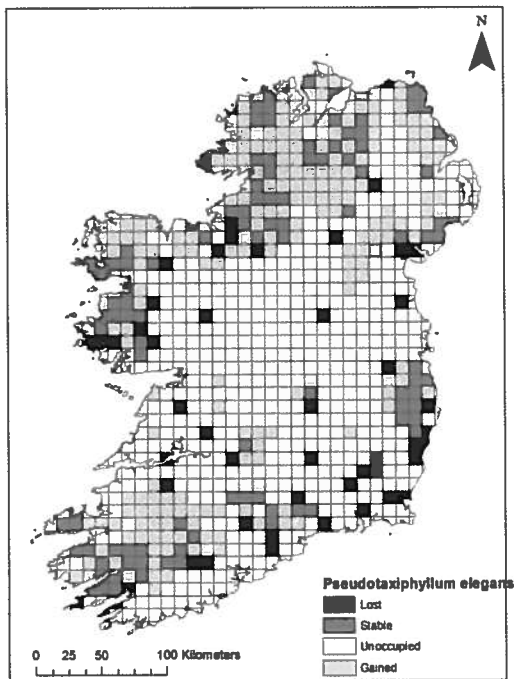 N
Pseudotaxiphyllum elegans
Lost
Stable
Unoccupied
Gained
0 25 50 100 Kilometers